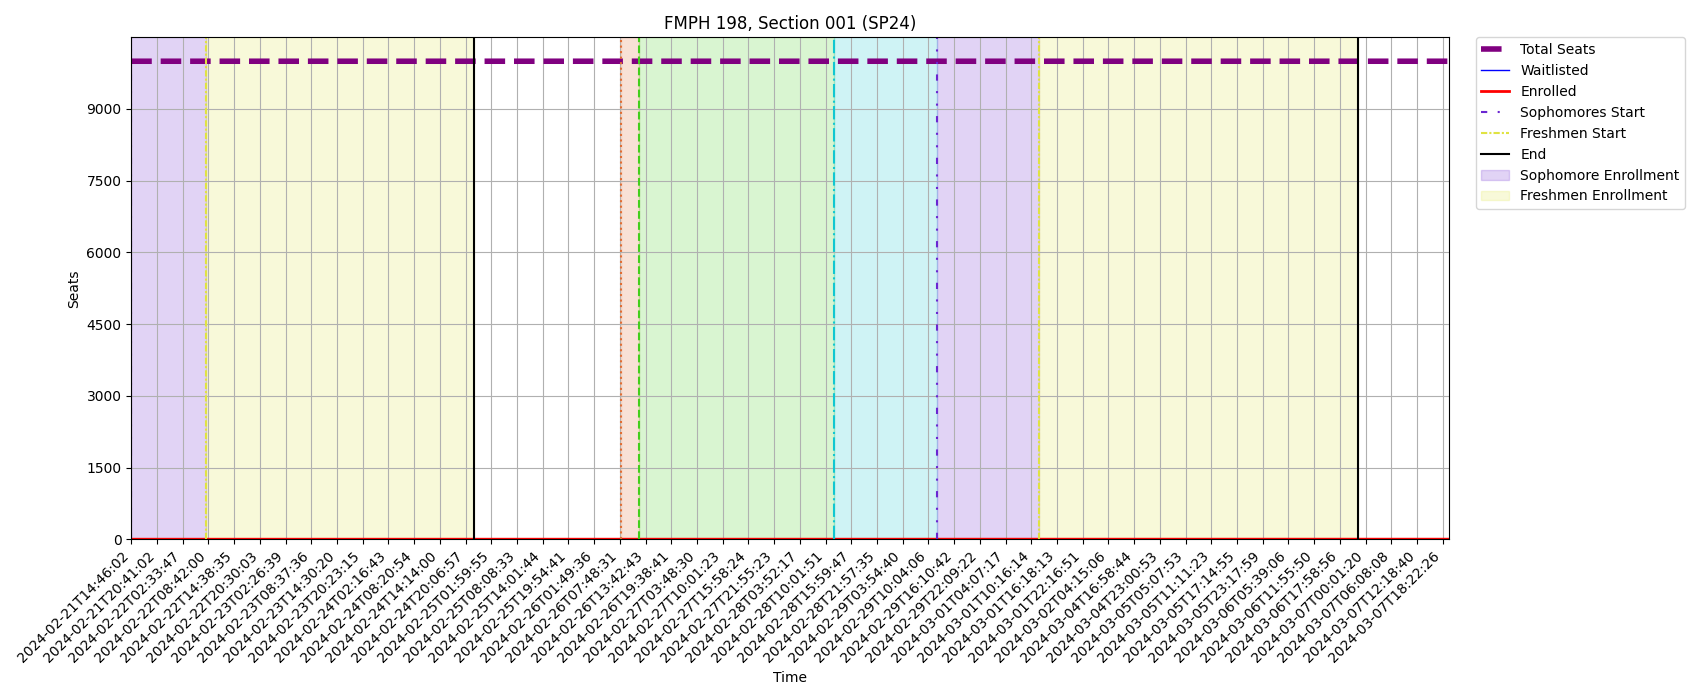 FMPH 198, Section 001 (SP24)
Total Seats
Waitlisted
Enrolled
Sophomores Start
Freshmen Start
End
Sophomore Enrollment
Freshmen Enrollment
Seats
9000
7500
6000
4500
3000
1500
0
2024-02-21T14:46:02
2024-02-21T20:41:02
2024-02-22T02:33:47
2024-02-22T08:42:00
2024-02-22T14:38:35
2024-02-22T20:30:03
2024-02-23T02:26:39
2024-02-23T08:37:36
2024-02-23T14:30:20
2024-02-23T20:23:15
2024-02-24T02:16:43
2024-02-24T08:20:54
2024-02-24T14:14:00
2024-02-24T20:06:57
2024-02-25T01:59:55
2024-02-25T08:08:33
2024-02-25T14:01:44
2024-02-25T19:54:41
2024-02-26T01:49:36
2024-02-26T07:48:31
2024-02-26T13:42:43
2024-02-26T19:38:41
2024-02-27T03:48:30
2024-02-27T10:01:23
2024-02-27T15:58:24
2024-02-27T21:55:23
2024-02-28T03:52:17
2024-02-28T10:01:51
2024-02-28T15:59:47
2024-02-28T21:57:35
2024-02-29T03:54:40
2024-02-29T10:04:06
2024-02-29T16:10:42
2024-02-29T22:09:22
2024-03-01T04:07:17
2024-03-01T10:16:14
2024-03-01T16:18:13
2024-03-01T22:16:51
2024-03-02T04:15:06
2024-03-04T16:58:44
2024-03-04T23:00:53
2024-03-05T05:07:53
2024-03-05T11:11:23
2024-03-05T17:14:55
2024-03-05T23:17:59
2024-03-06T05:39:06
2024-03-06T11:55:50
2024-03-06T17:58:56
2024-03-07T00:01:20
2024-03-07T06:08:08
2024-03-07T12:18:40
2024-03-07T18:22:26
Time